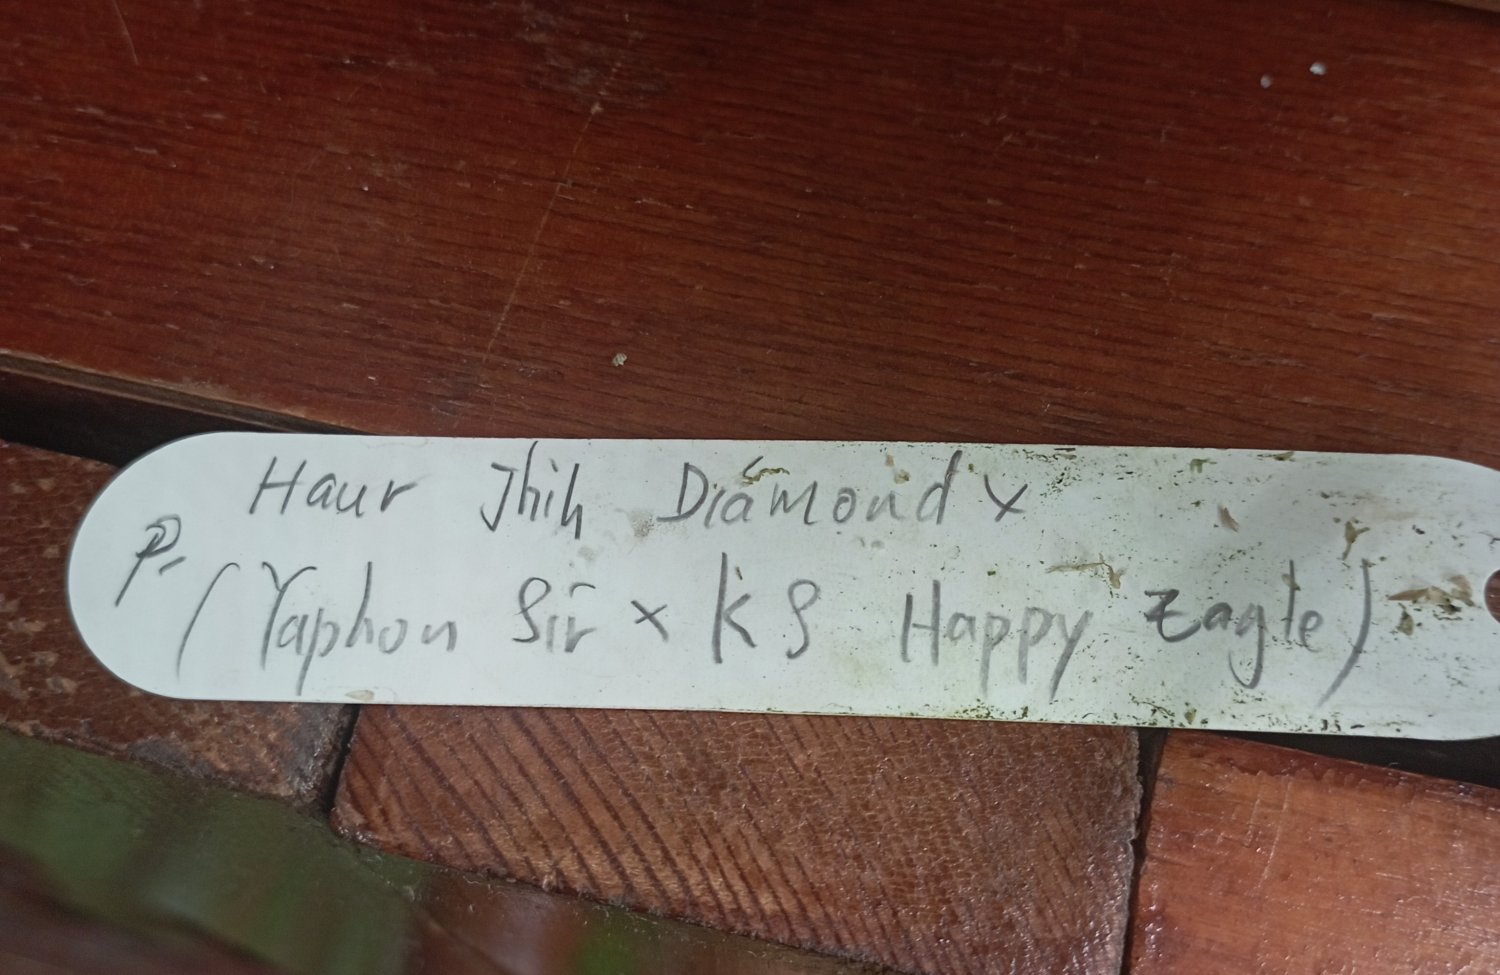 Haur Jhih Diamond x
P. (Yaphon Sir x KS Happy Eagle)